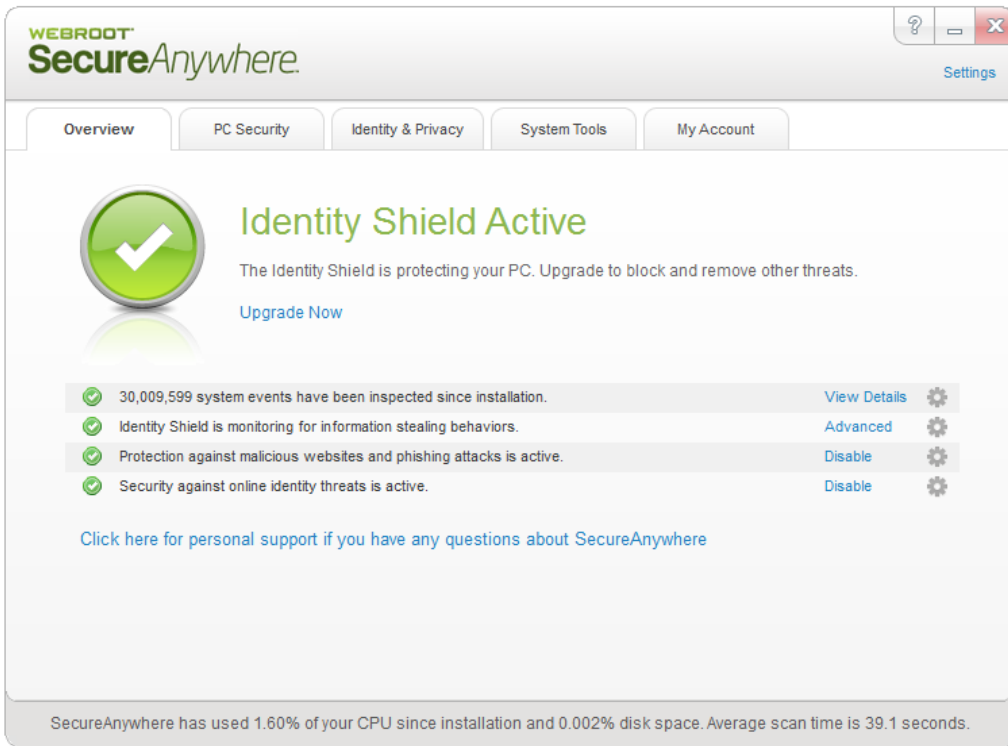 WEBROOT
SecureAnywhere.
?
Settings
Overview
PC Security
Identity & Privacy
System Tools
My Account
Identity Shield Active
The Identity Shield is protecting your PC. Upgrade to block and remove other threats.
Upgrade Now
30,009,599 system events have been inspected since installation. View Details
Identity Shield is monitoring for information stealing behaviors. Advanced
Protection against malicious websites and phishing attacks is active. Disable
Security against online identity threats is active. Disable
Click here for personal support if you have any questions about SecureAnywhere
SecureAnywhere has used 1.60% of your CPU since installation and 0.002% disk space. Average scan time is 39.1 seconds.